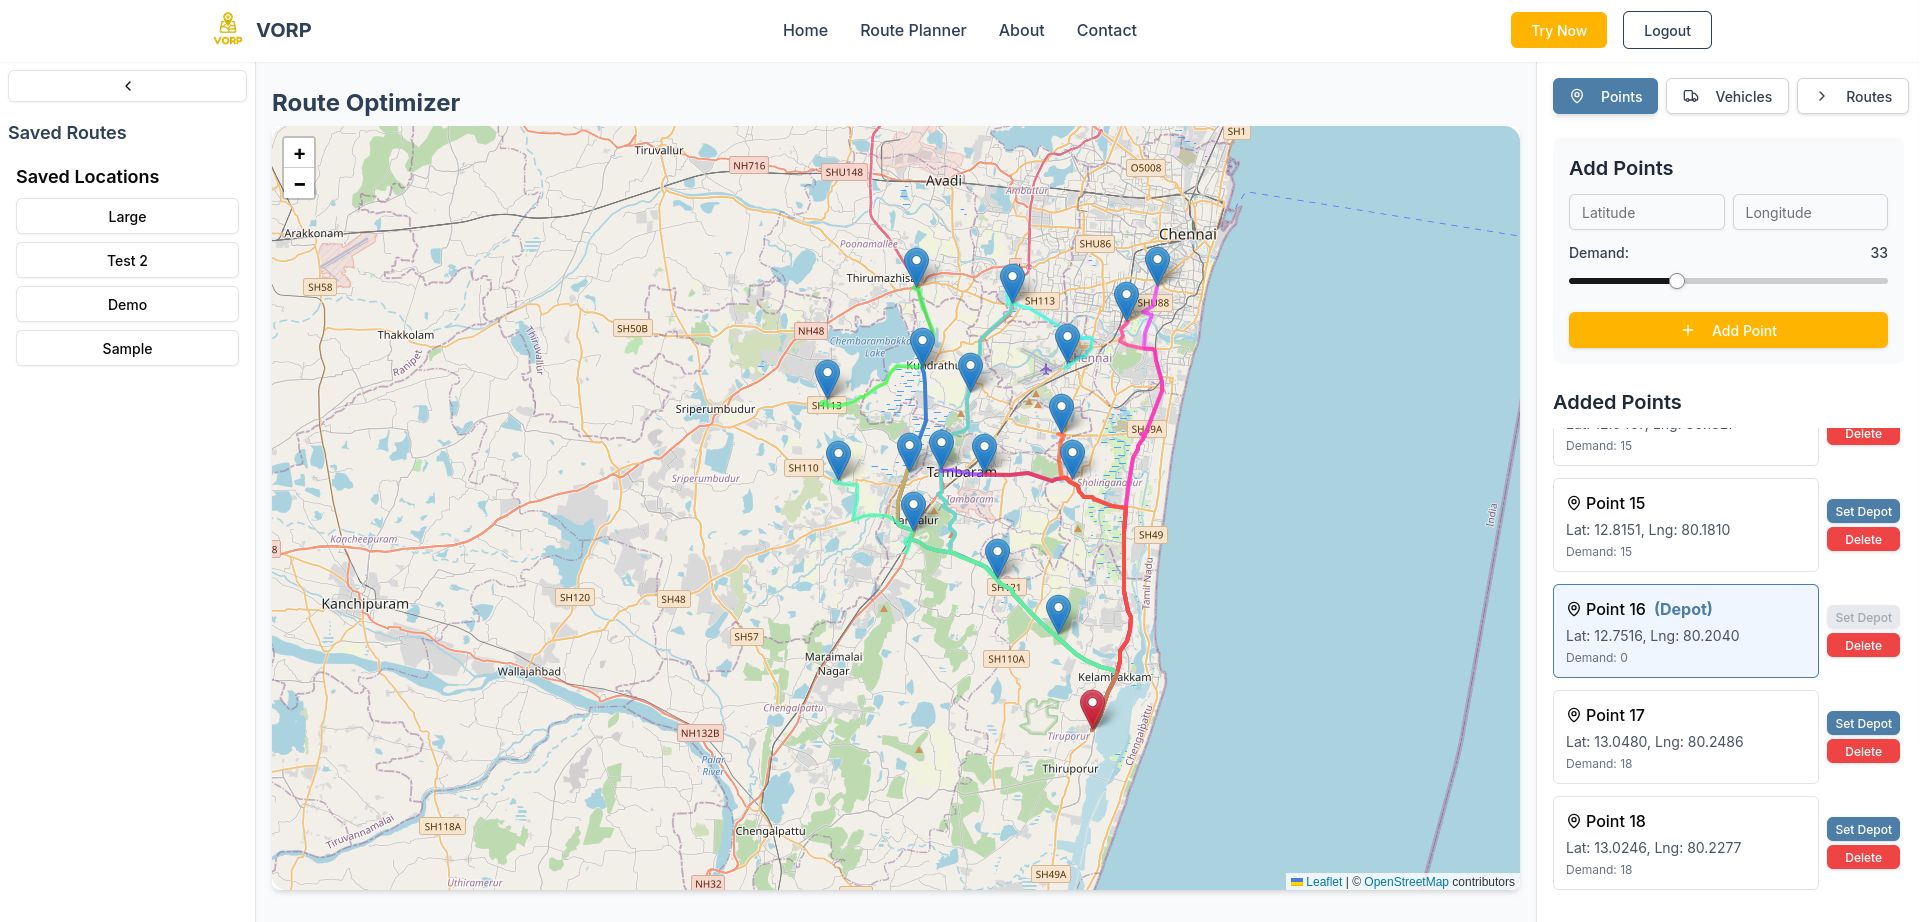 VORP
VORP
Home
Route Planner
About
Contact
Try Now
Logout
Saved Routes
Saved Locations
Large
Test 2
Demo
Sample
Route Optimizer
+
−
SH1
Tiruvallur
NH716
SHU148
Avadi
O5008
Ambattur
Arakkonam
Ranipet
Poonamallee
SHU86
Chennai
Thirumazhis
SH58
SH113
SHU88
Thakkolam
SH50B
NH48
Chembarambakkam
Lake
Tiruvallur
Kundrathu
Chennai
Sriperumbudur
SH113
SH49A
SH110
Sriperumbudur
Tambaram
Sholinganallur
Tambaram
Vandalur
Kancheepuram
SH49
India
Tamil Nadu
SH121
Kanchipuram
SH120
SH48
SH57
Maraimalai
Nagar
SH110A
Wallajahbad
Kelambakkam
Chengalpattu
Tiruporur
Chengalpattu
NH132B
Palar
River
Thiruporur
SH118A
Tiruvannamalai
Chengalpattu
Uthiramerur
NH32
SH49A
Leaflet | © OpenStreetMap contributors
Points
Vehicles
Routes
Add Points
Latitude
Longitude
Demand:
33
Add Point
Added Points
Demand: 15
Delete
Point 15
Lat: 12.8151, Lng: 80.1810
Demand: 15
Set Depot
Delete
Point 16 (Depot)
Lat: 12.7516, Lng: 80.2040
Demand: 0
Set Depot
Delete
Point 17
Lat: 13.0480, Lng: 80.2486
Demand: 18
Set Depot
Delete
Point 18
Lat: 13.0246, Lng: 80.2277
Demand: 18
Set Depot
Delete